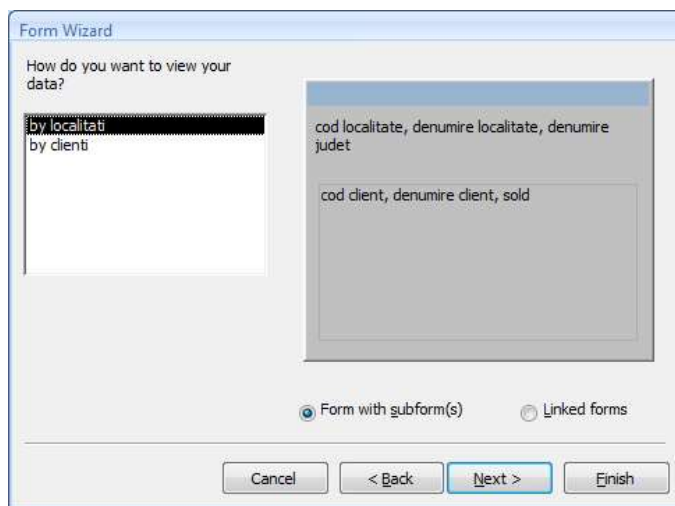 Form Wizard
How do you want to view your
data?
by localitati
by clienti
cod localitate, denumire localitate, denumire
judet
cod client, denumire client, sold
Form with subform(s)
Linked forms
Cancel
< Back
Next >
Finish